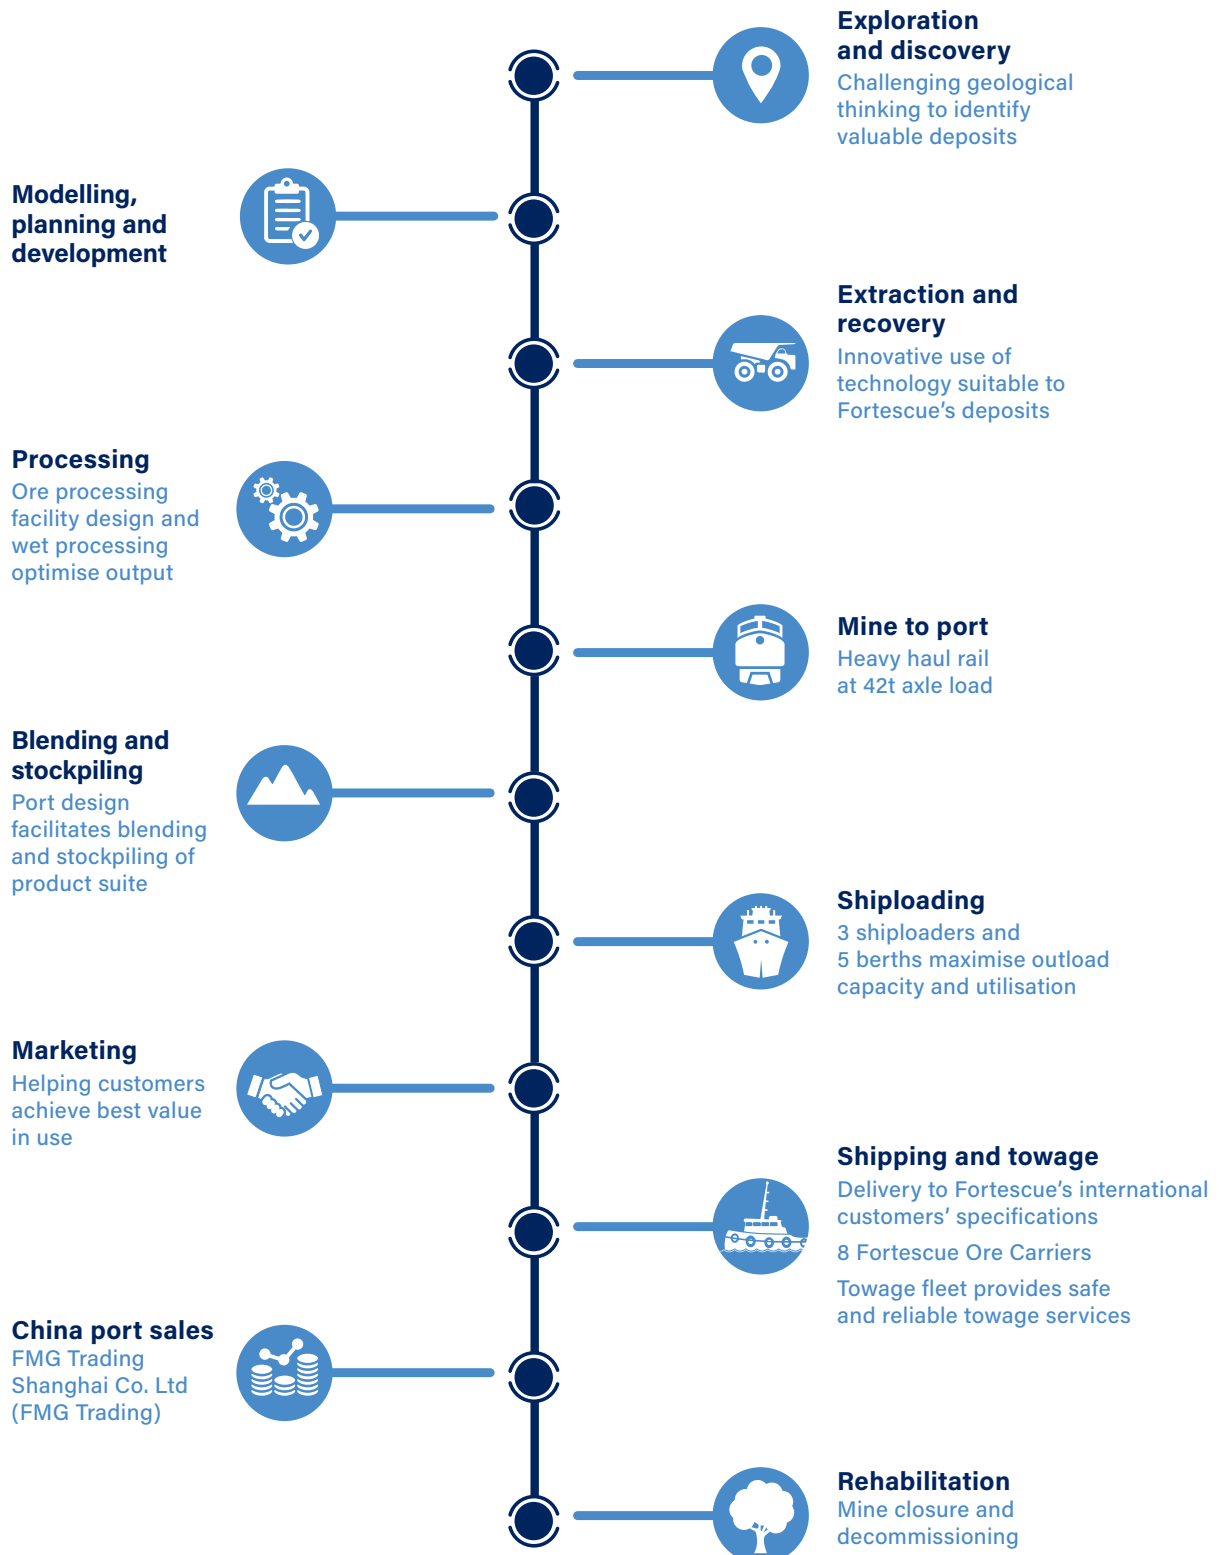 Exploration
and discovery
Challenging geological
thinking to identify
valuable deposits
Modelling,
planning and
development
Extraction and
recovery
Innovative use of
technology suitable to
Fortescue’s deposits
Processing
Ore processing
facility design and
wet processing
optimise output
Mine to port
Heavy haul rail
at 42t axle load
Blending and
stockpiling
Port design
facilitates blending
and stockpiling of
product suite
Shiploading
3 shiploaders and
5 berths maximise outload
capacity and utilisation
Marketing
Helping customers
achieve best value
in use
Shipping and towage
Delivery to Fortescue’s international
customers’ specifications
8 Fortescue Ore Carriers
Towage fleet provides safe
and reliable towage services
China port sales
FMG Trading
Shanghai Co. Ltd
(FMG Trading)
Rehabilitation
Mine closure and
decommissioning